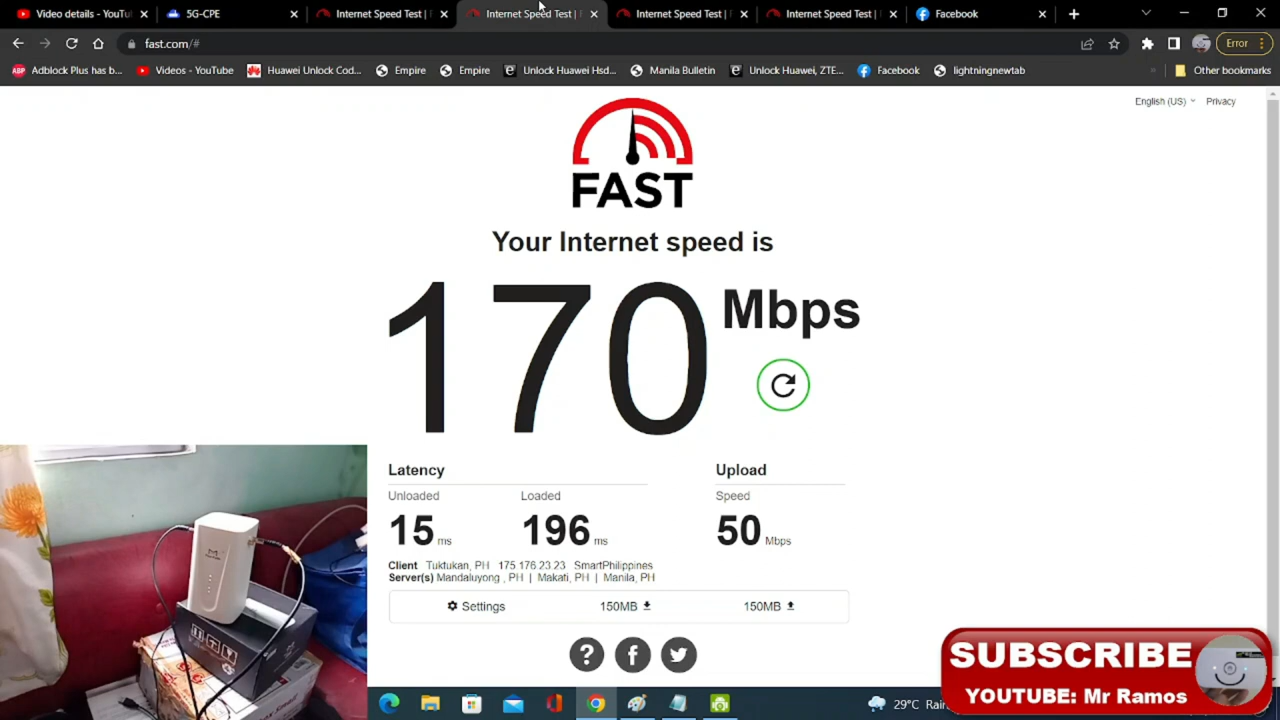 Video details - YouTu
5G-CPE
Internet Speed Test | F
Internet Speed Test | F
Internet Speed Test | F
Internet Speed Test | F
Facebook
fast.com/#
Error
Adblock Plus has b...
Videos - YouTube
Huawei Unlock Cod...
Empire
Empire
Unlock Huawei Hsd...
Manila Bulletin
Unlock Huawei, ZTE...
Facebook
lightningnewtab
Other bookmarks
English (US)
Privacy
FAST
Your Internet speed is
170 Mbps
Latency
Upload
Unloaded
Loaded
Speed
15 ms
196 ms
50 Mbps
Client Tuktukan, PH 175 176 23 23 SmartPhilippines
Server(s) Mandaluyong , PH | Makati, PH | Manila, PH
Settings
150MB
150MB
?
SUBSCRIBE
YOUTUBE: Mr Ramos
29°C